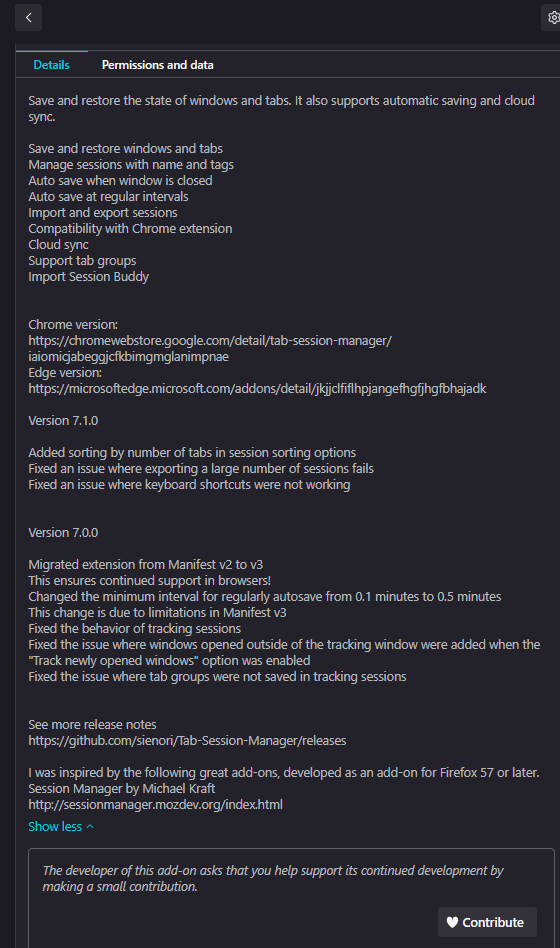 Details
Permissions and data
Save and restore the state of windows and tabs. It also supports automatic saving and cloud
sync.
Save and restore windows and tabs
Manage sessions with name and tags
Auto save when window is closed
Auto save at regular intervals
Import and export sessions
Compatibility with Chrome extension
Cloud sync
Support tab groups
Import Session Buddy
Chrome version:
https://chromewebstore.google.com/detail/tab-session-manager/
iaiomicjabeggjcfkbimgmglanimpnae
Edge version:
https://microsoftedge.microsoft.com/addons/detail/jkjjclfiflhpjangefhgfjhgfbhajadk
Version 7.1.0
Added sorting by number of tabs in session sorting options
Fixed an issue where exporting a large number of sessions fails
Fixed an issue where keyboard shortcuts were not working
Version 7.0.0
Migrated extension from Manifest v2 to v3
This ensures continued support in browsers!
Changed the minimum interval for regularly autosave from 0.1 minutes to 0.5 minutes
This change is due to limitations in Manifest v3
Fixed the behavior of tracking sessions
Fixed the issue where windows opened outside of the tracking window were added when the
"Track newly opened windows" option was enabled
Fixed the issue where tab groups were not saved in tracking sessions
See more release notes
https://github.com/sienori/Tab-Session-Manager/releases
I was inspired by the following great add-ons, developed as an add-on for Firefox 57 or later.
Session Manager by Michael Kraft
http://sessionmanager.mozdev.org/index.html
Show less
The developer of this add-on asks that you help support its continued development by
making a small contribution.
Contribute